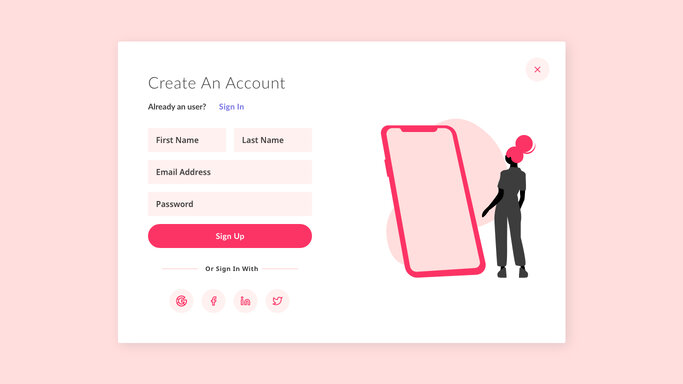 Create An Account
Already an user? Sign In
First Name Last Name
Email Address
Password
Sign Up
Or Sign In With